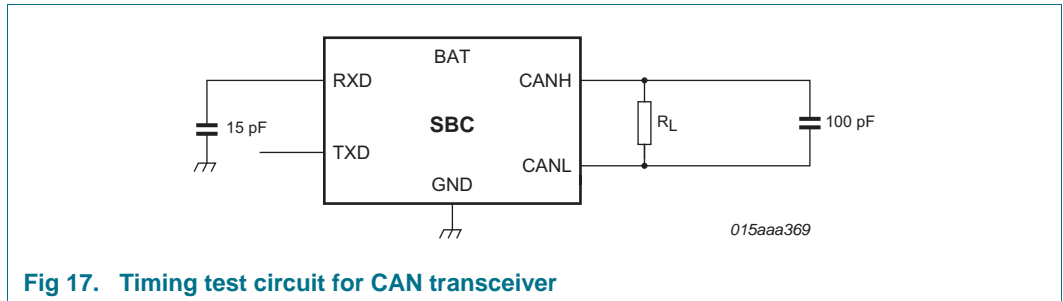 BAT
RXD
CANH
SBC
RL
15 pF
100 pF
TXD
CANL
GND
015aaa369
Fig 17. Timing test circuit for CAN transceiver